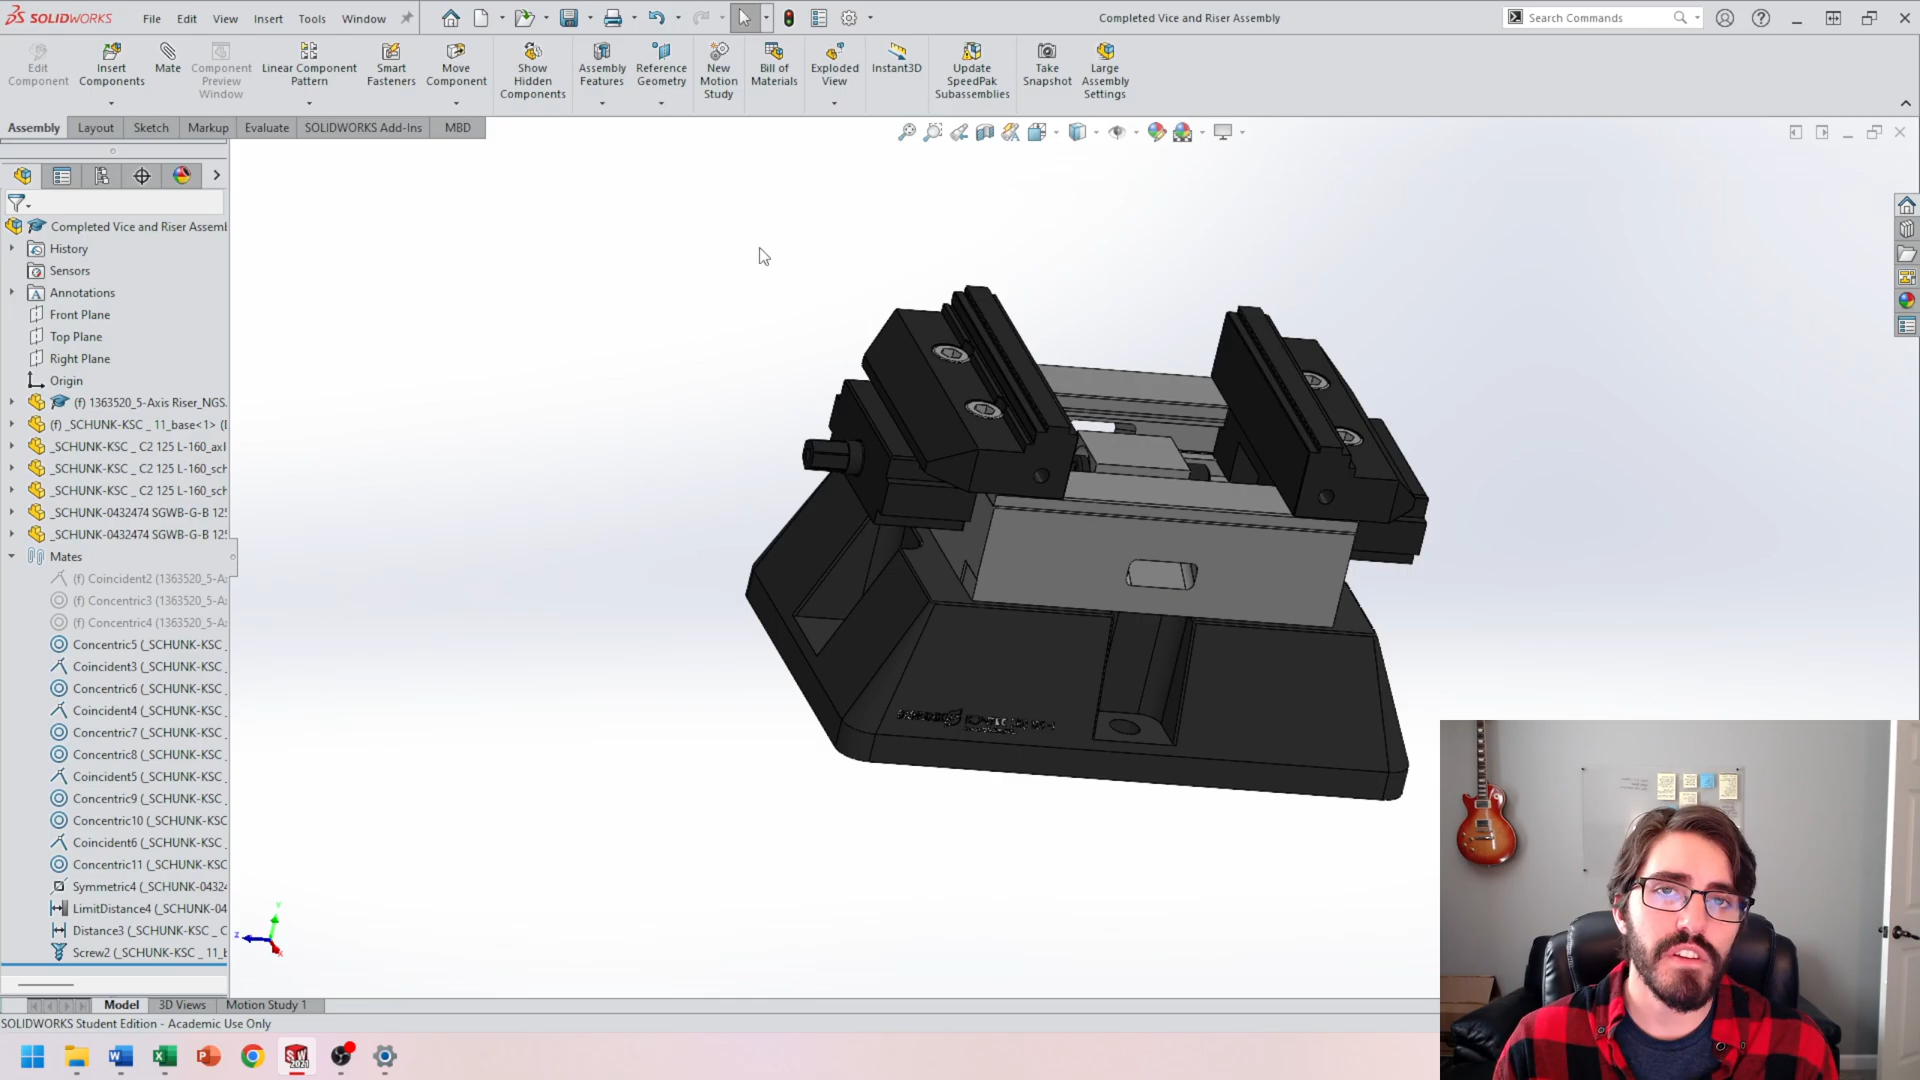 SOLIDWORKS
File Edit View Insert Tools Window
Completed Vice and Riser Assembly
Search Commands
Edit Component
Insert Components
Mate
Component Preview Window
Linear Component Pattern
Smart Fasteners
Move Component
Show Hidden Components
Assembly Features
Reference Geometry
New Motion Study
Bill of Materials
Exploded View
Instant3D
Update SpeedPak Subassemblies
Take Snapshot
Large Assembly Settings
Assembly Layout Sketch Markup Evaluate SOLIDWORKS Add-Ins MBD
Completed Vice and Riser Assembl
History
Sensors
Annotations
Front Plane
Top Plane
Right Plane
Origin
(f) 1363520_5-Axis Riser_NGS.
(f) _SCHUNK-KSC _ 11_base<1> (I
_SCHUNK-KSC _ C2 125 L-160_axl
_SCHUNK-KSC _ C2 125 L-160_sch
_SCHUNK-KSC _ C2 125 L-160_sch
_SCHUNK-0432474 SGWB-G-B 125
_SCHUNK-0432474 SGWB-G-B 125
Mates
(f) Coincident2 (1363520_5-A
(f) Concentric3 (1363520_5-A
(f) Concentric4 (1363520_5-A
Concentric5 (_SCHUNK-KSC _
Coincident3 (_SCHUNK-KSC _
Concentric6 (_SCHUNK-KSC _
Coincident4 (_SCHUNK-KSC _
Concentric7 (_SCHUNK-KSC _
Concentric8 (_SCHUNK-KSC _
Coincident5 (_SCHUNK-KSC _
Concentric9 (_SCHUNK-KSC _
Concentric10 (_SCHUNK-KSC
Coincident6 (_SCHUNK-KSC _
Concentric11 (_SCHUNK-KSC
Symmetric4 (_SCHUNK-0432
LimitDistance4 (_SCHUNK-04
Distance3 (_SCHUNK-KSC _ C
Screw2 (_SCHUNK-KSC _ 11_b
Model 3D Views Motion Study 1
SOLIDWORKS Student Edition - Academic Use Only